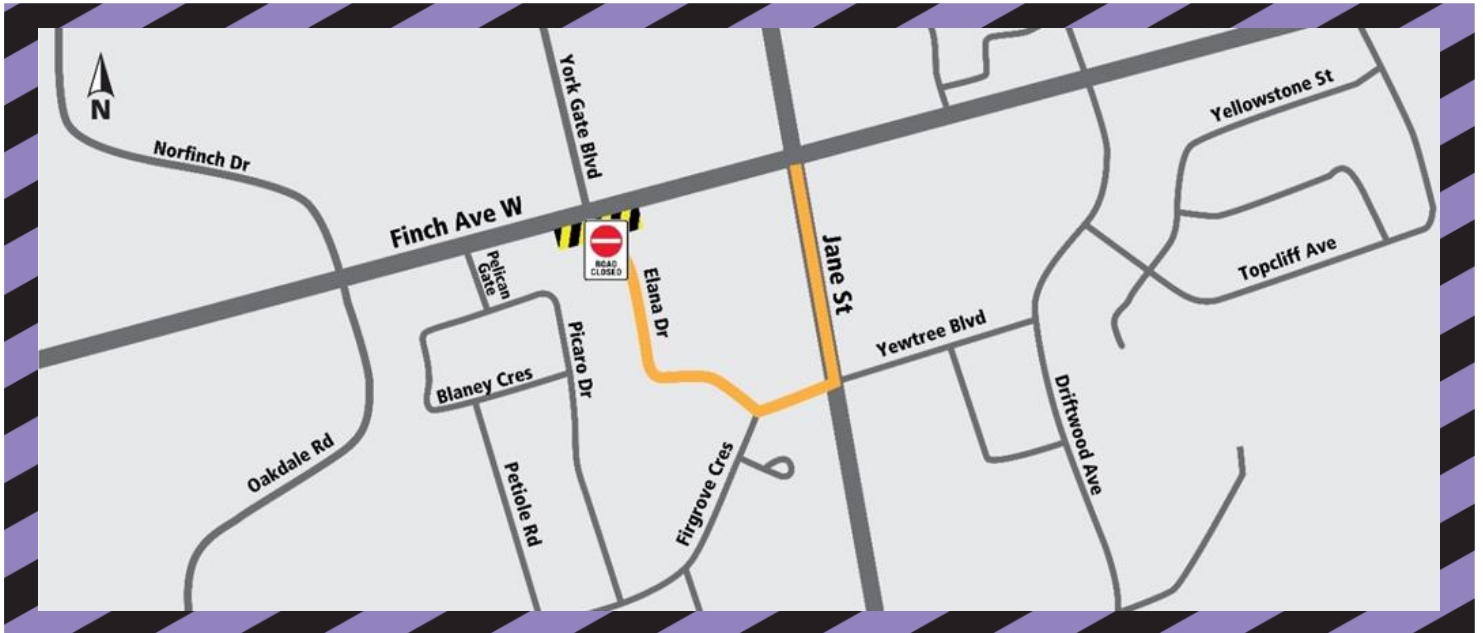 N
York Gate Blvd
Yellowstone St
Norfinch Dr
Finch Ave W
ROAD
CLOSED
Pelican
Gate
Elana Dr
Jane St
Topcliff Ave
Picaro Dr
Yewtree Blvd
Blaney Cres
Driftwood Ave
Oakdale Rd
Petiole Rd
Firgrove Cres